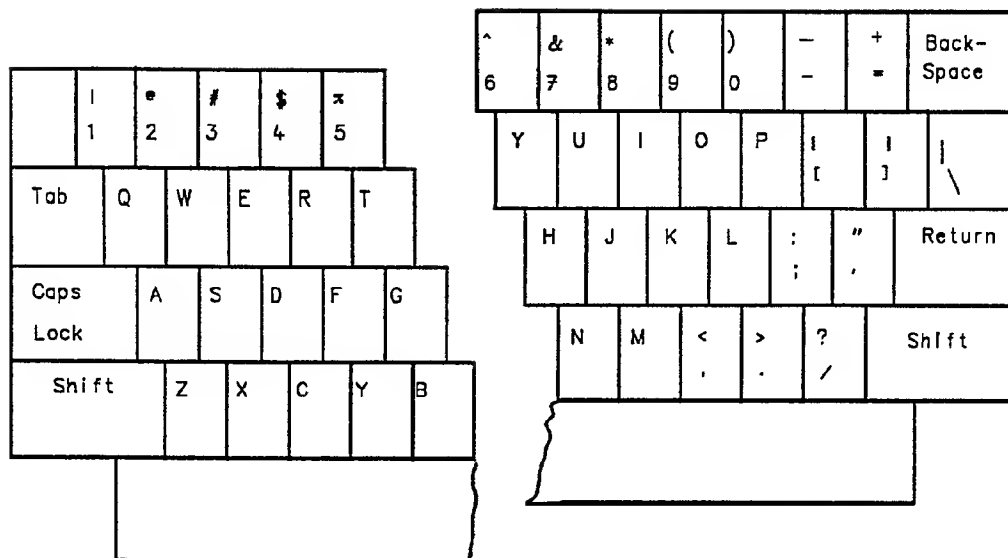 ^ & * ( ) — + Back-
6 7 8 9 0 - = Space
| @ # $ %
1 2 3 4 5
Y U I O P { } |
[ ] \
Tab Q W E R T
H J K L : " Return
; '
Caps A S D F G
Lock
N M < > ? Shift
, . /
Shift Z X C Y B